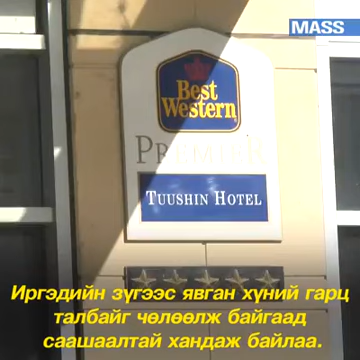 MASS
Best
Western
PREMIER
TUUSHIN HOTEL
Иргэдийн зүгээс явган хүний гарц
талбайг чөлөөлж байгаад
саашаалтай хандаж байлаа.